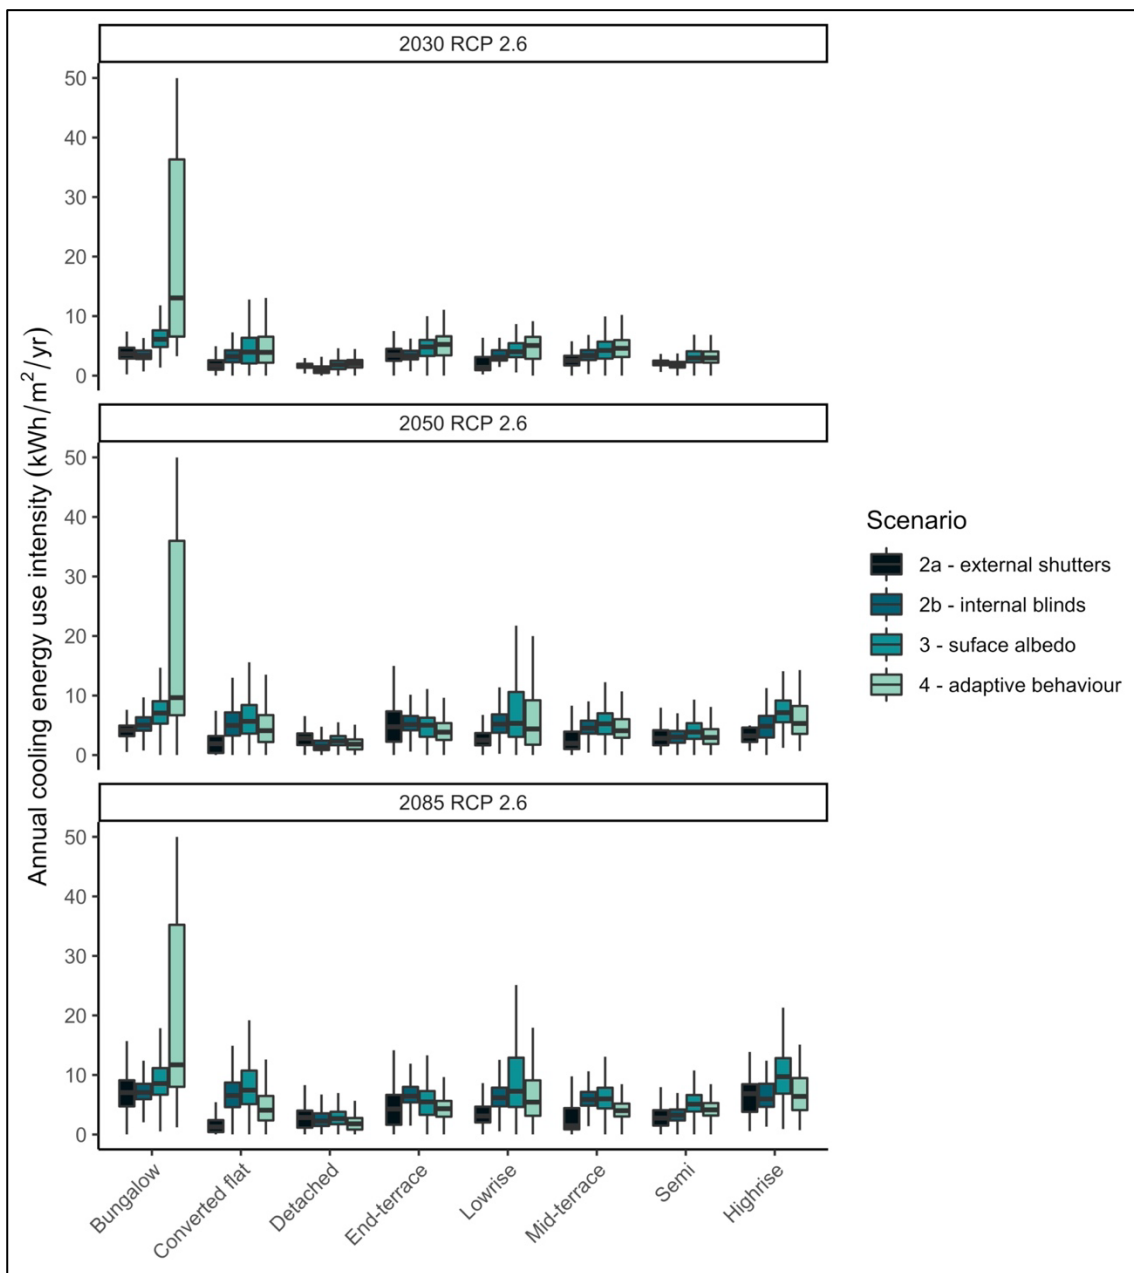 2030 RCP 2.6
50
40
30
20
10
0
2050 RCP 2.6
50
40
30
20
10
0
2085 RCP 2.6
50
40
30
20
10
0
Annual cooling energy use intensity (kWh/m²/yr)
Bungalow
Converted flat
Detached
End-terrace
Lowrise
Mid-terrace
Semi
Highrise
Scenario
2a - external shutters
2b - internal blinds
3 - suface albedo
4 - adaptive behaviour